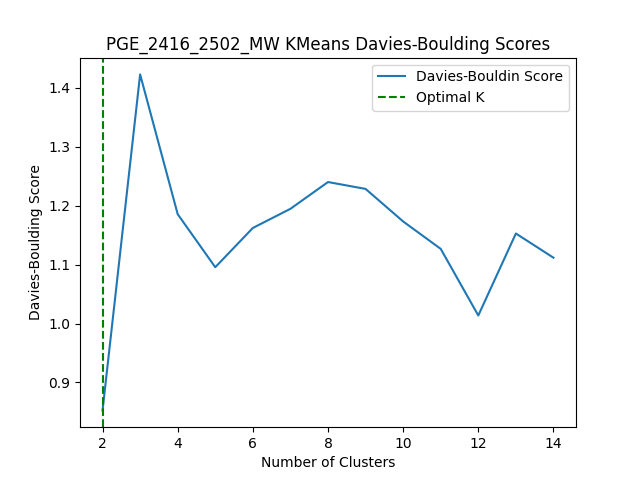 PGE_2416_2502_MW KMeans Davies-Boulding Scores
Davies-Bouldin Score
Optimal K
Davies-Boulding Score
1.4
1.3
1.2
1.1
1.0
0.9
2 4 6 8 10 12 14
Number of Clusters